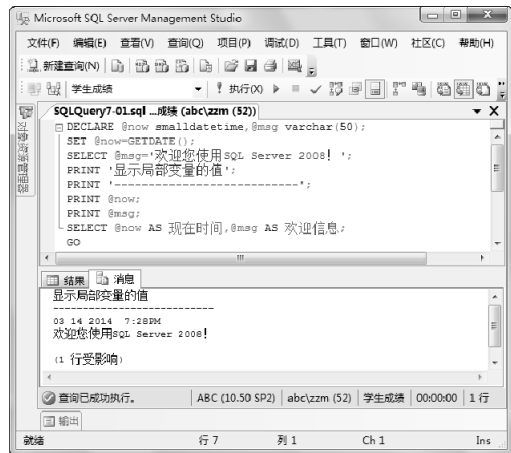 Microsoft SQL Server Management Studio
文件(F) 编辑(E) 查看(V) 查询(Q) 项目(P) 调试(D) 工具(T) 窗口(W) 社区(C) 帮助(H)
新建查询(N)
学生成绩 执行(X)
SQLQuery7-01.sql ...成绩 (abc\zzm (52))
对象资源管理器
DECLARE @now smalldatetime,@msg varchar(50);
SET @now=GETDATE();
SELECT @msg='欢迎您使用SQL Server 2008! ';
PRINT '显示局部变量的值';
PRINT '---------------------------';
PRINT @now;
PRINT @msg;
SELECT @now AS 现在时间,@msg AS 欢迎信息;
GO
结果 消息
显示局部变量的值
---------------------------
03 14 2014  7:28PM
欢迎您使用SQL Server 2008!
(1 行受影响)
查询已成功执行。 ABC (10.50 SP2) abc\zzm (52) 学生成绩 00:00:00 1 行
输出
就绪 行 7 列 1 Ch 1 Ins